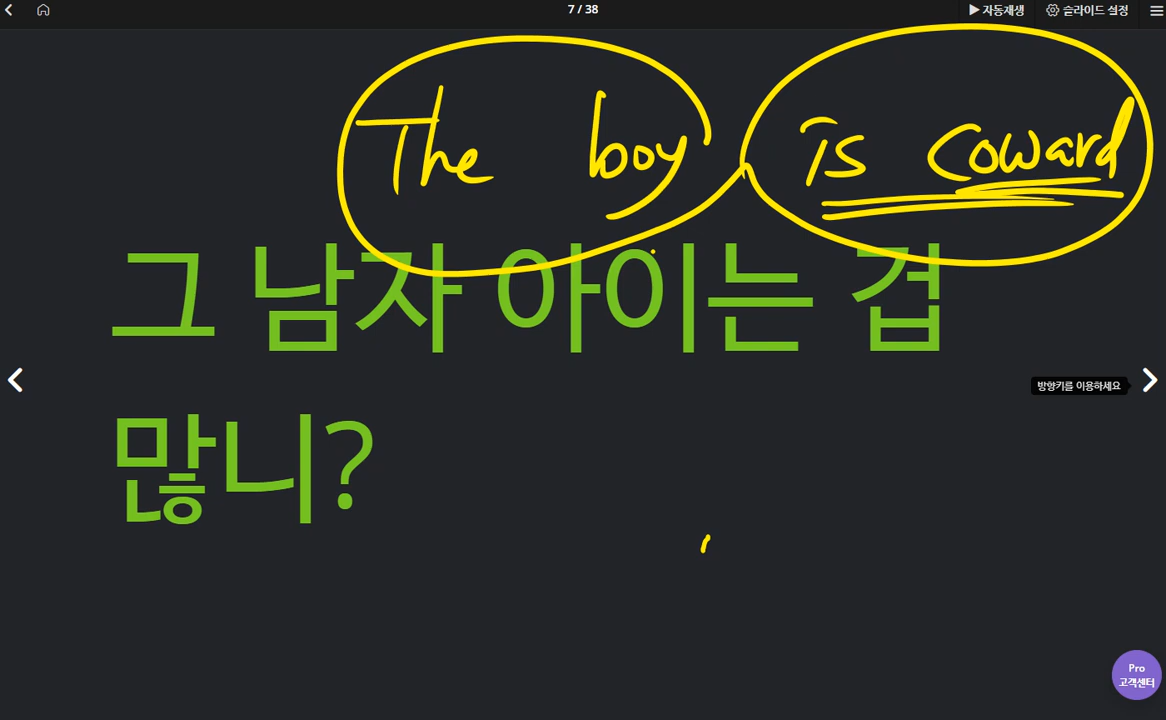 7 / 38
▶ 자동재생
슬라이드 설정
The boy is coward
그 남자 아이는 겁
많니?
방향키를 이용하세요
Pro
고객센터